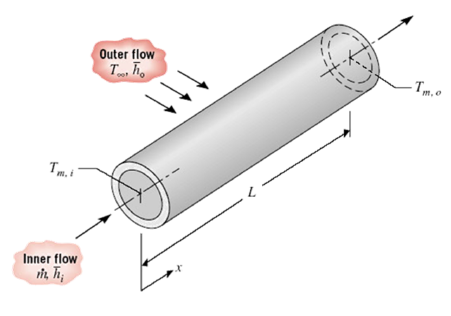 Outer flow
T∞, h̄o
Tm, o
Tm, i
L
Inner flow
ṁ, h̄i
x